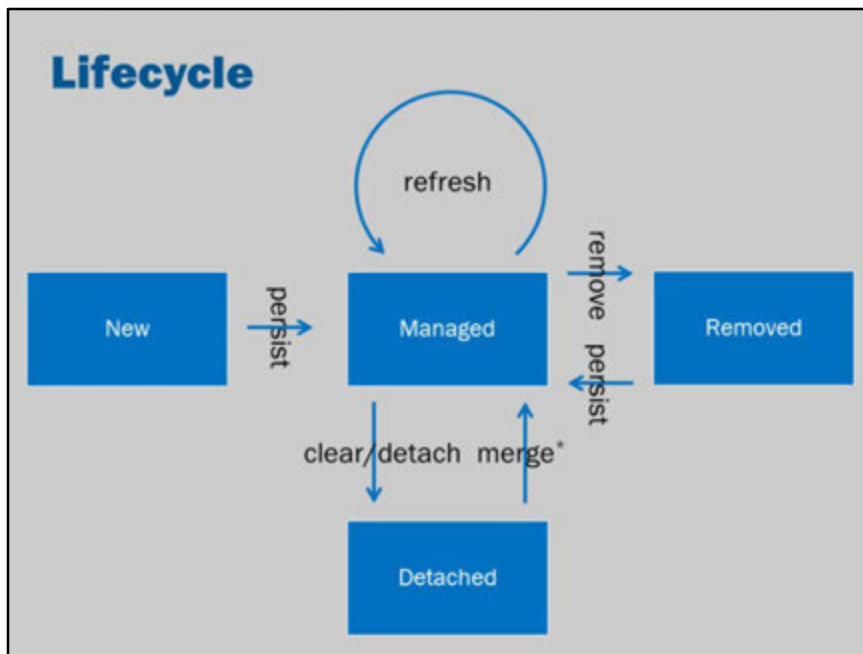 Lifecycle
refresh
New
persist
Managed
remove
persist
Removed
clear/detach
merge*
Detached